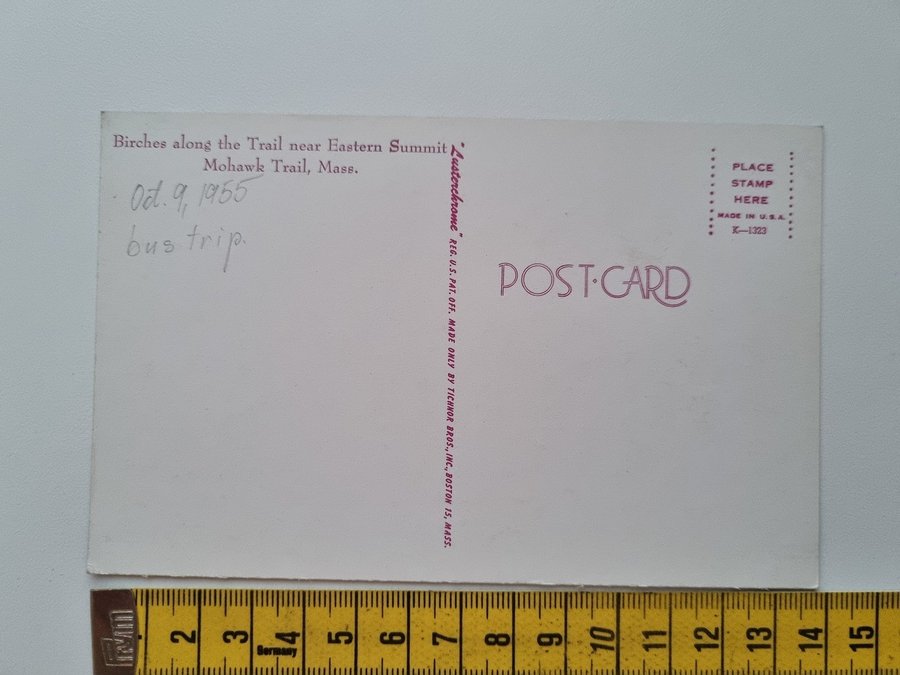 Birches along the Trail near Eastern Summit
Mohawk Trail, Mass.
Oct. 9, 1955
bus trip.
"Lusterchrome" REG. U.S. PAT. OFF. MADE ONLY BY TICHNOR BROS., INC., BOSTON 15, MASS.
PLACE
STAMP
HERE
MADE IN U.S.A.
K—1323
POST·CARD
2 3 4 5 6 7 8 9 10 11 12 13 14 15
Germany